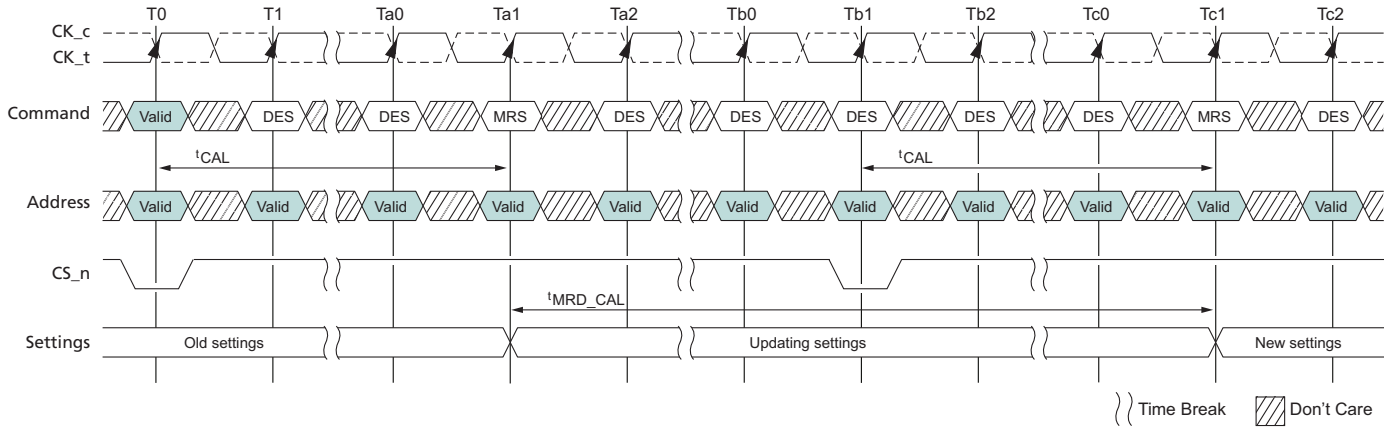 T0 T1 Ta0 Ta1 Ta2 Tb0 Tb1 Tb2 Tc0 Tc1 Tc2
CK_c
CK_t
Command Valid DES DES MRS DES DES DES DES DES MRS DES
tCAL tCAL
Address Valid Valid Valid Valid Valid Valid Valid Valid Valid Valid Valid
CS_n
tMRD_CAL
Settings Old settings Updating settings New settings
Time Break Don't Care